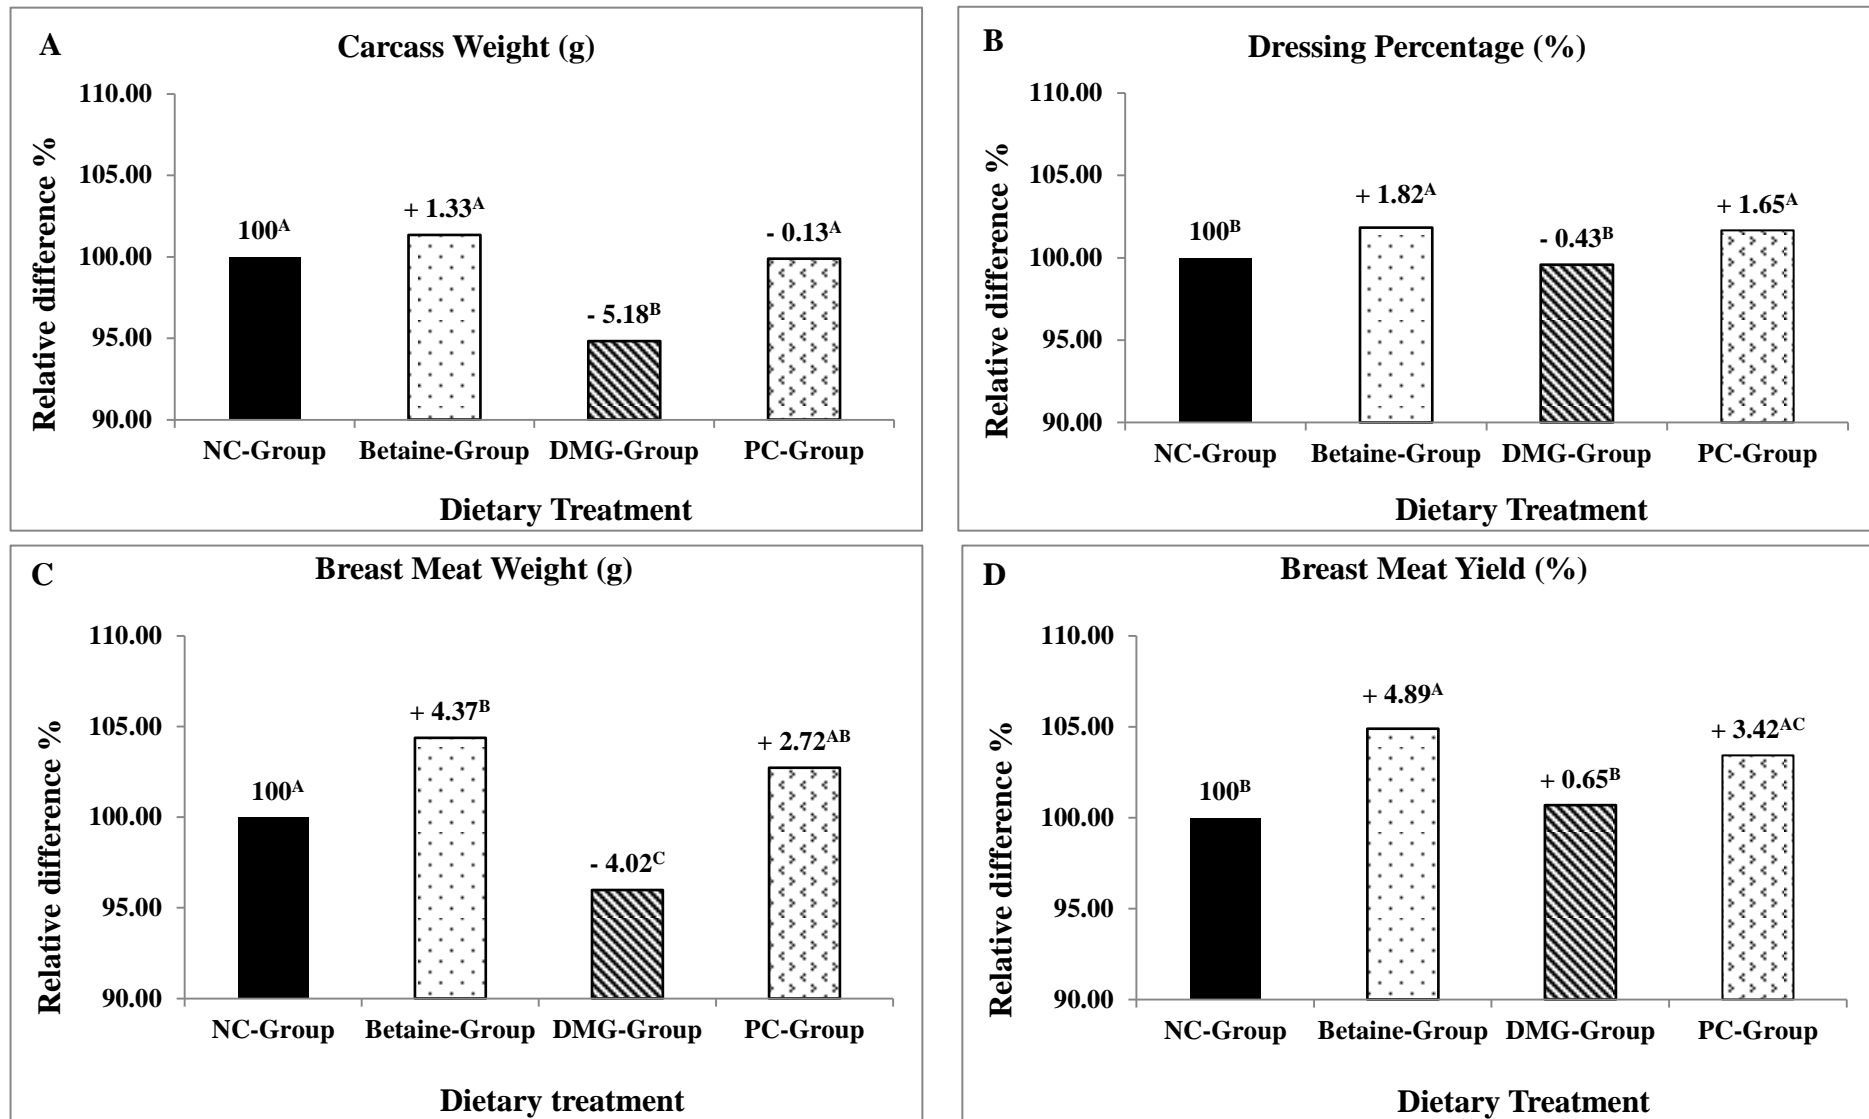 A
Carcass Weight (g)
110.00
105.00
100.00
95.00
90.00
Relative difference %
100ᴬ
+ 1.33ᴬ
- 5.18ᴮ
- 0.13ᴬ
NC-Group Betaine-Group DMG-Group PC-Group
Dietary Treatment
B
Dressing Percentage (%)
110.00
105.00
100.00
95.00
90.00
Relative difference %
100ᴮ
+ 1.82ᴬ
- 0.43ᴮ
+ 1.65ᴬ
NC-Group Betaine-Group DMG-Group PC-Group
Dietary Treatment
C
Breast Meat Weight (g)
110.00
105.00
100.00
95.00
90.00
Relative difference %
100ᴬ
+ 4.37ᴮ
- 4.02ᶜ
+ 2.72ᴬᴮ
NC-Group Betaine-Group DMG-Group PC-Group
Dietary treatment
D
Breast Meat Yield (%)
110.00
105.00
100.00
95.00
90.00
Relative difference %
100ᴮ
+ 4.89ᴬ
+ 0.65ᴮ
+ 3.42ᴬᶜ
NC-Group Betaine-Group DMG-Group PC-Group
Dietary Treatment